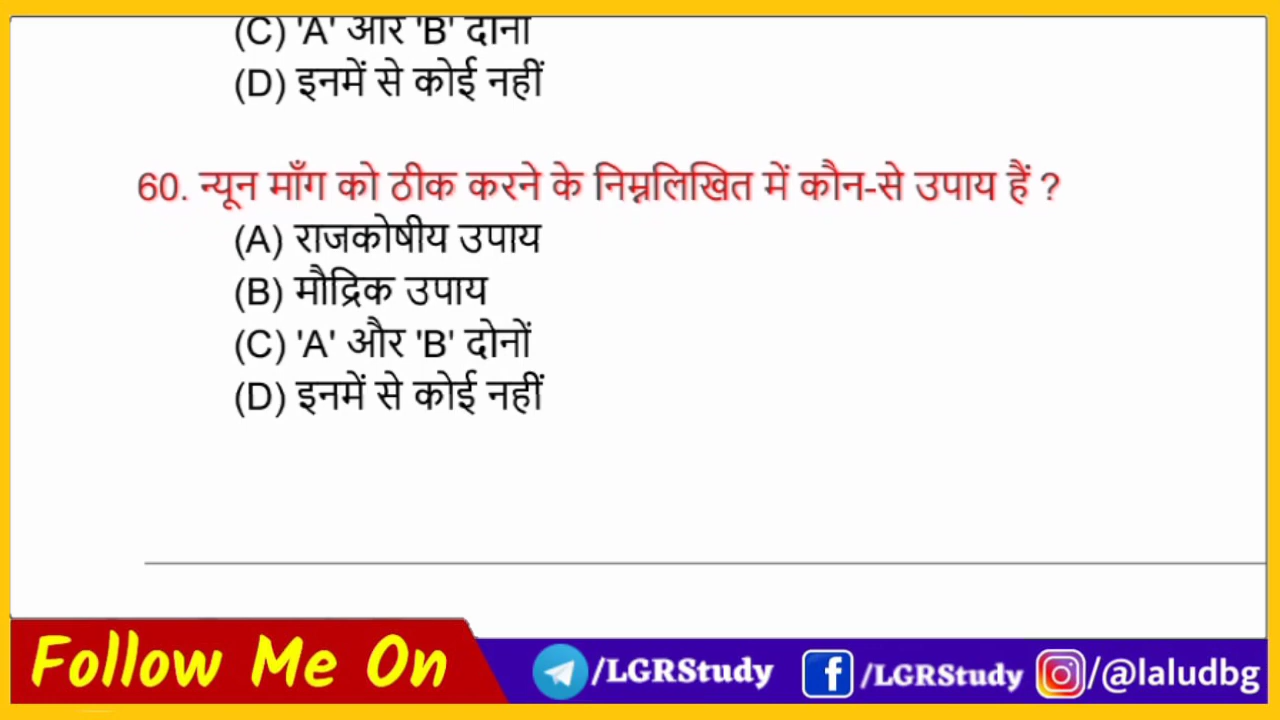 (C) 'A' और 'B' दोनों
(D) इनमें से कोई नहीं
60. न्यून माँग को ठीक करने के निम्नलिखित में कौन-से उपाय हैं ?
(A) राजकोषीय उपाय
(B) मौद्रिक उपाय
(C) 'A' और 'B' दोनों
(D) इनमें से कोई नहीं
Follow Me On
/LGRStudy
/LGRStudy
/@laludbg